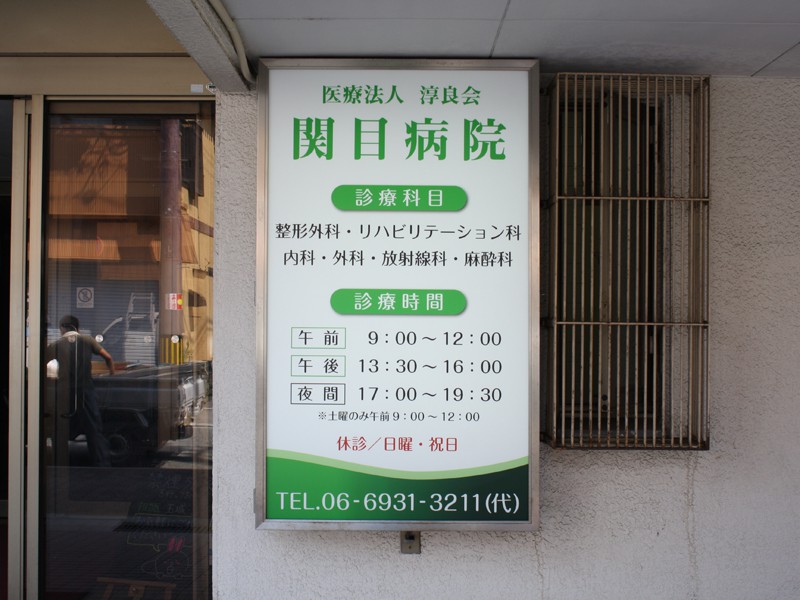 医療法人 淳良会
関目病院
診療科目
整形外科・リハビリテーション科
内科・外科・放射線科・麻酔科
診療時間
午前 9：00～12：00
午後 13：30～16：00
夜間 17：00～19：30
※土曜のみ午前9：00～12：00
休診／日曜・祝日
TEL.06-6931-3211(代)